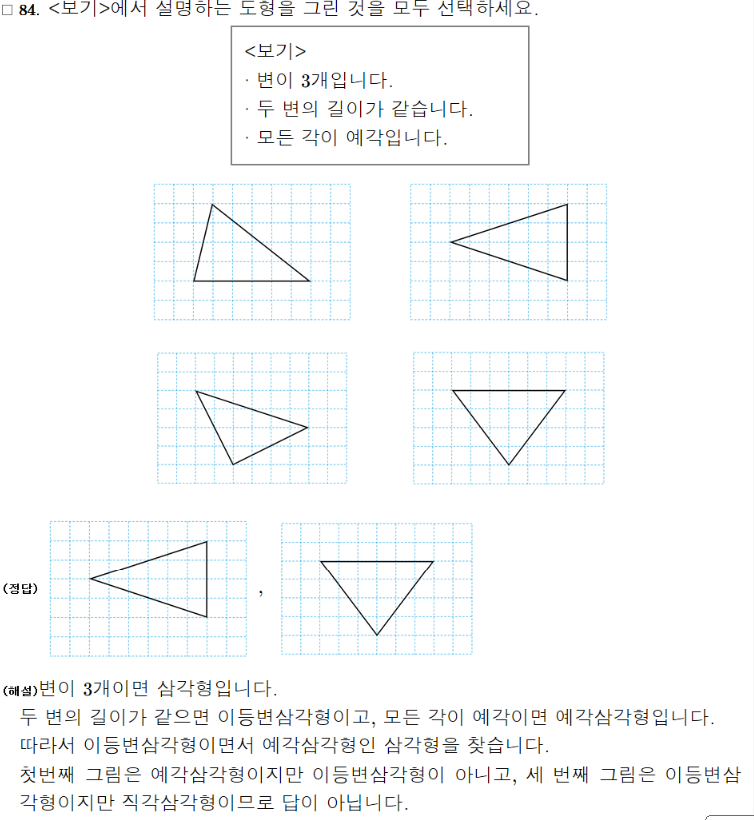 □ 84. <보기>에서 설명하는 도형을 그린 것을 모두 선택하세요.
<보기>
· 변이 3개입니다.
· 두 변의 길이가 같습니다.
· 모든 각이 예각입니다.
(정답)
,
(해설)변이 3개이면 삼각형입니다.
두 변의 길이가 같으면 이등변삼각형이고, 모든 각이 예각이면 예각삼각형입니다.
따라서 이등변삼각형이면서 예각삼각형인 삼각형을 찾습니다.
첫번째 그림은 예각삼각형이지만 이등변삼각형이 아니고, 세 번째 그림은 이등변삼
각형이지만 직각삼각형이므로 답이 아닙니다.